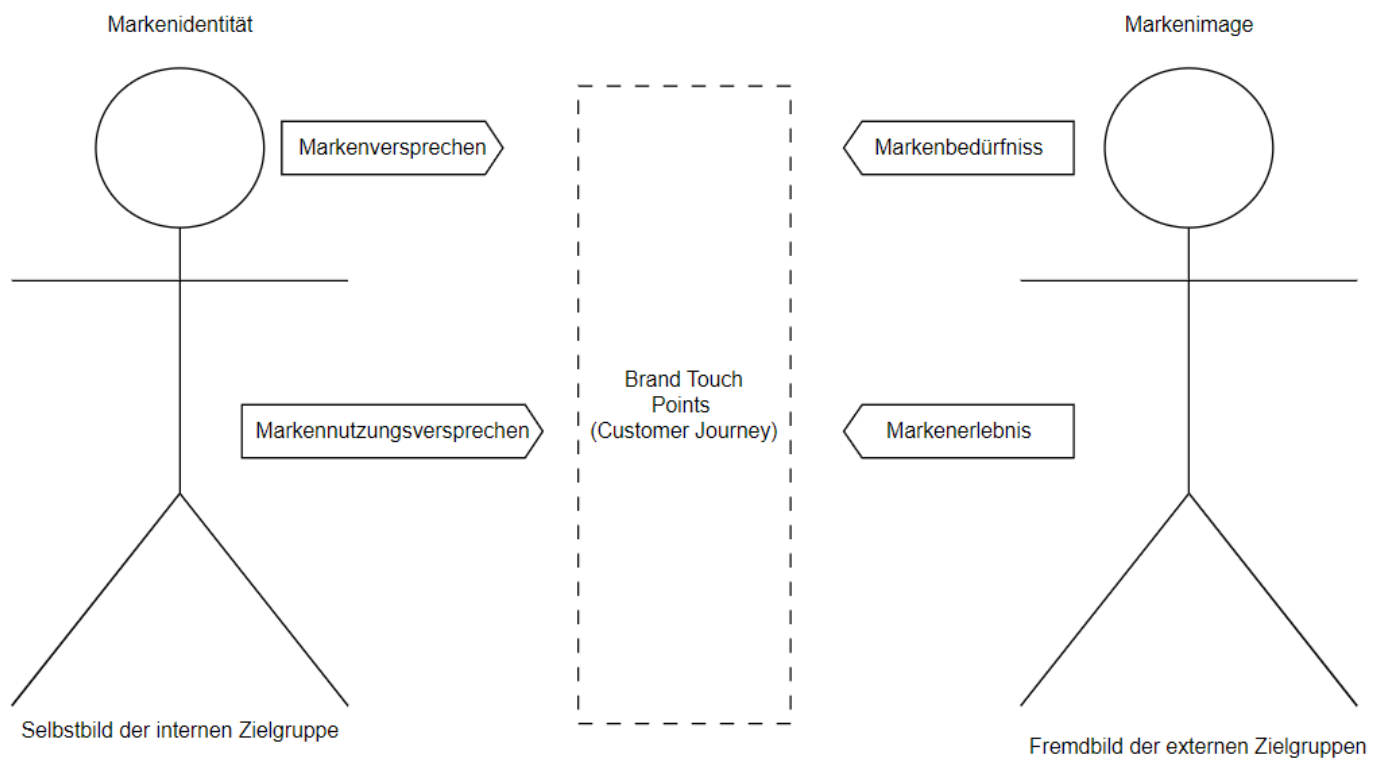 Markenidentität
Markenimage
Markenversprechen
Markenbedürfniss
Brand Touch
Points
(Customer Journey)
Markennutzungsversprechen
Markenerlebnis
Selbstbild der internen Zielgruppe
Fremdbild der externen Zielgruppen